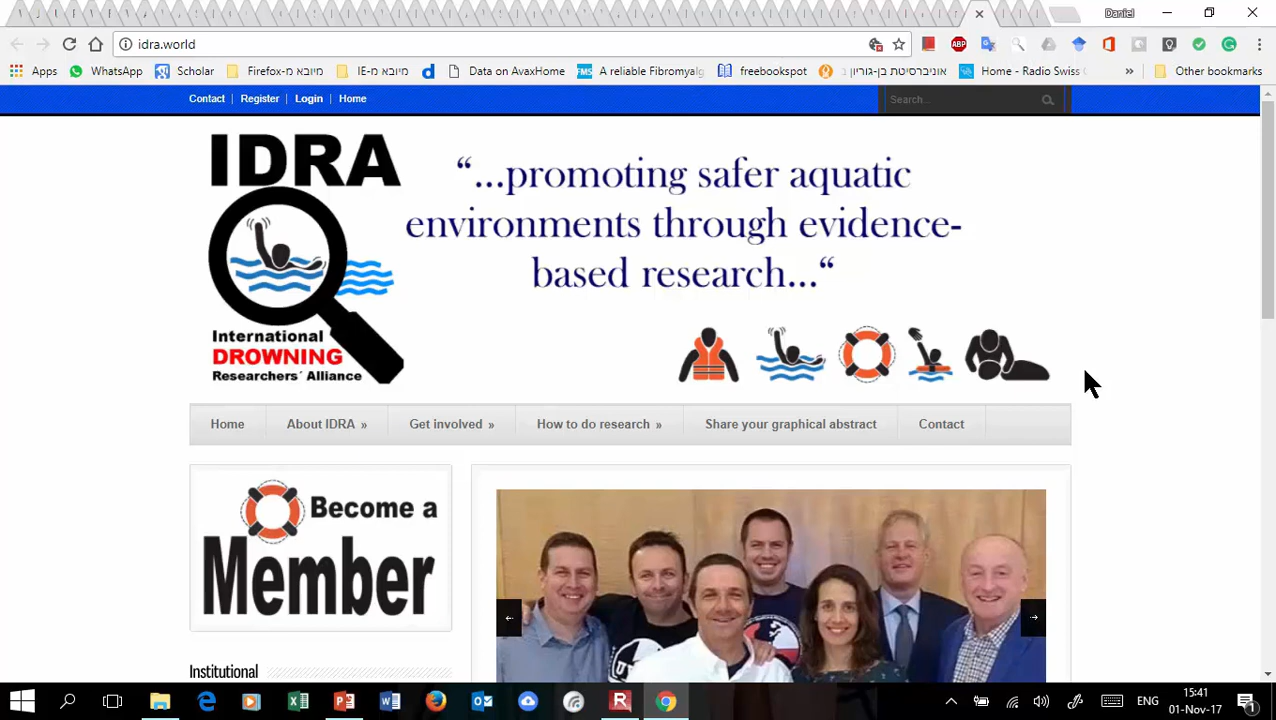 Daniel
idra.world
Apps
WhatsApp
Scholar
מיובא מ-Firefox
מיובא מ-IE
Data on AvaxHome
A reliable Fibromyalg
freebookspot
אוניברסיטת בן-גוריון ב
Home - Radio Swiss C
»
Other bookmarks
Contact | Register | Login | Home
Search...
IDRA
International
DROWNING
Researchers´ Alliance
“...promoting safer aquatic
environments through evidence-
based research...“
Home
About IDRA »
Get involved »
How to do research »
Share your graphical abstract
Contact
Become a
Member
Institutional
ENG
15:41
01-Nov-17